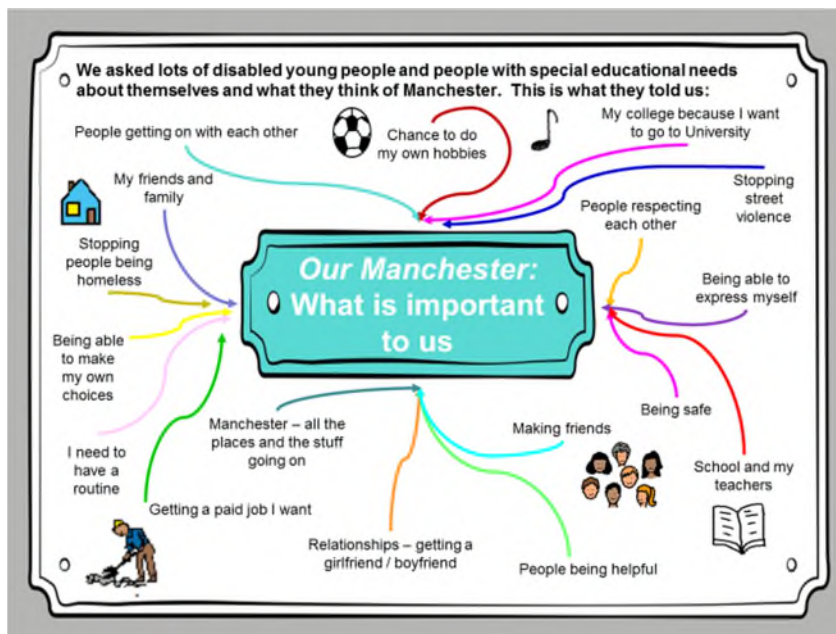 We asked lots of disabled young people and people with special educational needs
about themselves and what they think of Manchester.  This is what they told us:
People getting on with each other
Chance to do
my own hobbies
My college because I want
to go to University
Stopping
street
violence
My friends and
family
People respecting
each other
Stopping
people being
homeless
Our Manchester:
What is important
to us
Being able to
express myself
Being able
to make
my own
choices
Being safe
Manchester – all the
places and the stuff
going on
Making friends
I need to
have a
routine
School and my
teachers
Getting a paid job I want
Relationships – getting a
girlfriend / boyfriend
People being helpful